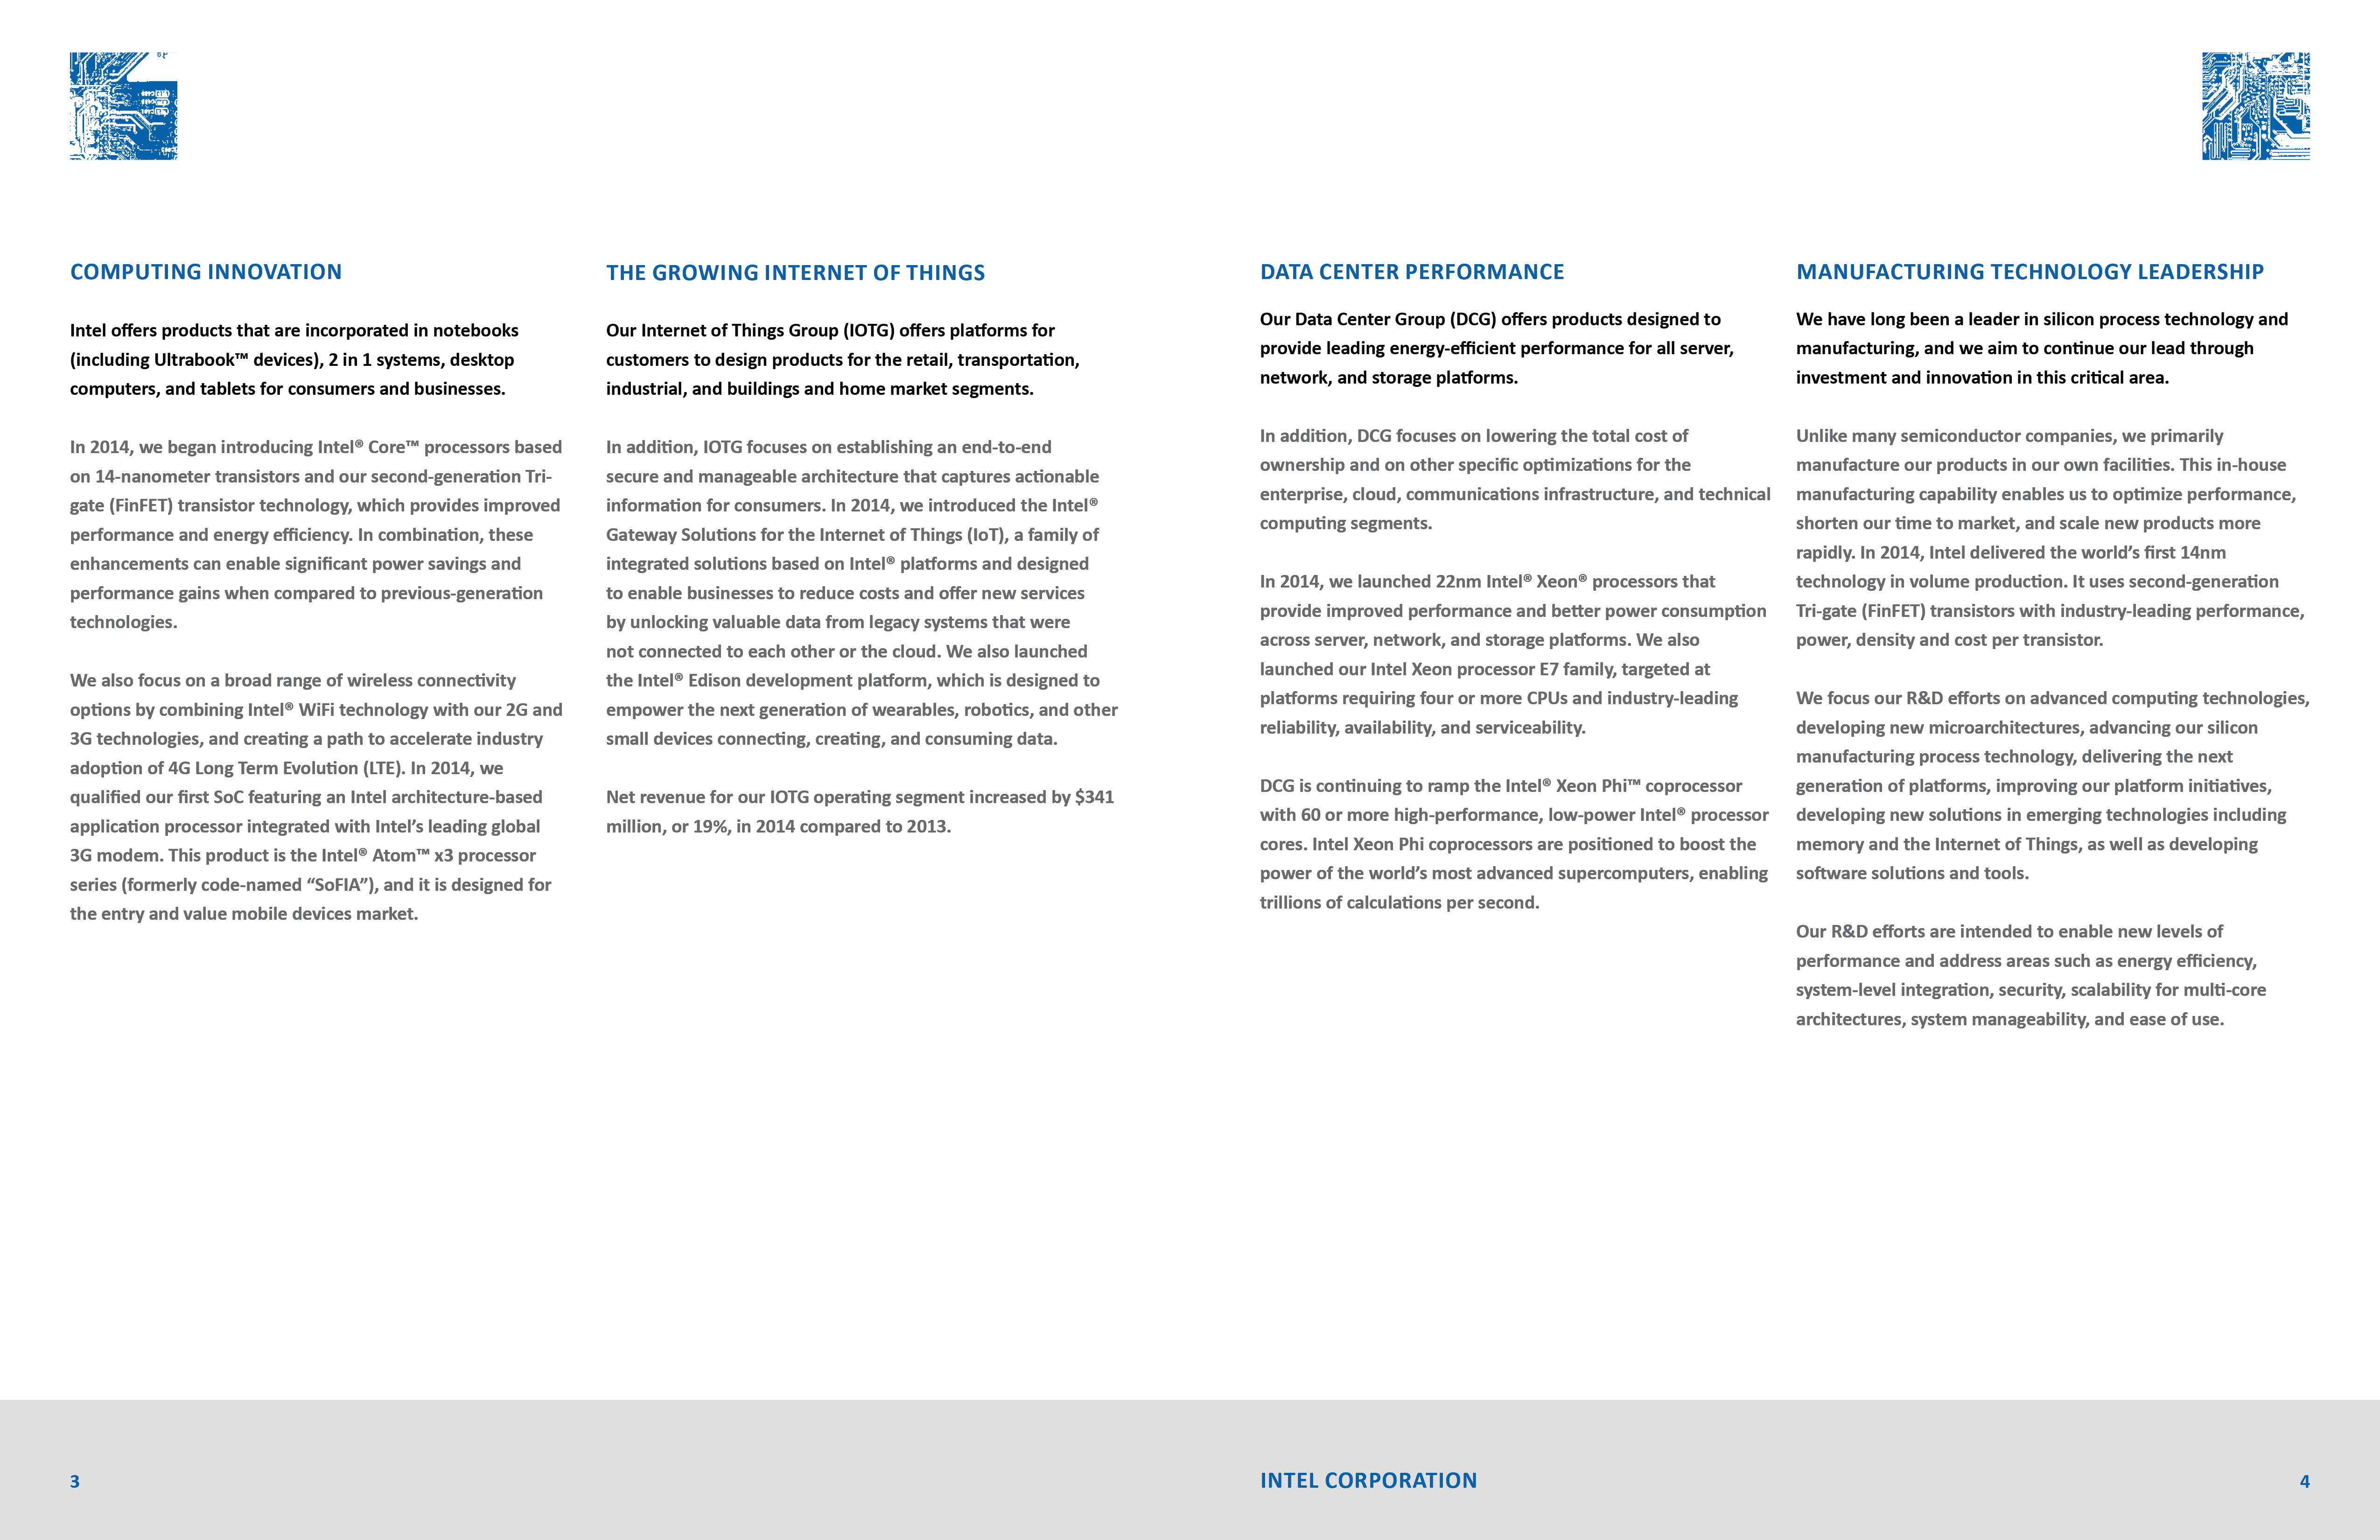 COMPUTING INNOVATION
Intel offers products that are incorporated in notebooks
(including Ultrabook™ devices), 2 in 1 systems, desktop
computers, and tablets for consumers and businesses.
In 2014, we began introducing Intel® Core™ processors based
on 14-nanometer transistors and our second-generation Tri-
gate (FinFET) transistor technology, which provides improved
performance and energy efficiency. In combination, these
enhancements can enable significant power savings and
performance gains when compared to previous-generation
technologies.
We also focus on a broad range of wireless connectivity
options by combining Intel® WiFi technology with our 2G and
3G technologies, and creating a path to accelerate industry
adoption of 4G Long Term Evolution (LTE). In 2014, we
qualified our first SoC featuring an Intel architecture-based
application processor integrated with Intel’s leading global
3G modem. This product is the Intel® Atom™ x3 processor
series (formerly code-named “SoFIA”), and it is designed for
the entry and value mobile devices market.
THE GROWING INTERNET OF THINGS
Our Internet of Things Group (IOTG) offers platforms for
customers to design products for the retail, transportation,
industrial, and buildings and home market segments.
In addition, IOTG focuses on establishing an end-to-end
secure and manageable architecture that captures actionable
information for consumers. In 2014, we introduced the Intel®
Gateway Solutions for the Internet of Things (IoT), a family of
integrated solutions based on Intel® platforms and designed
to enable businesses to reduce costs and offer new services
by unlocking valuable data from legacy systems that were
not connected to each other or the cloud. We also launched
the Intel® Edison development platform, which is designed to
empower the next generation of wearables, robotics, and other
small devices connecting, creating, and consuming data.
Net revenue for our IOTG operating segment increased by $341
million, or 19%, in 2014 compared to 2013.
DATA CENTER PERFORMANCE
Our Data Center Group (DCG) offers products designed to
provide leading energy-efficient performance for all server,
network, and storage platforms.
In addition, DCG focuses on lowering the total cost of
ownership and on other specific optimizations for the
enterprise, cloud, communications infrastructure, and technical
computing segments.
In 2014, we launched 22nm Intel® Xeon® processors that
provide improved performance and better power consumption
across server, network, and storage platforms. We also
launched our Intel Xeon processor E7 family, targeted at
platforms requiring four or more CPUs and industry-leading
reliability, availability, and serviceability.
DCG is continuing to ramp the Intel® Xeon Phi™ coprocessor
with 60 or more high-performance, low-power Intel® processor
cores. Intel Xeon Phi coprocessors are positioned to boost the
power of the world’s most advanced supercomputers, enabling
trillions of calculations per second.
MANUFACTURING TECHNOLOGY LEADERSHIP
We have long been a leader in silicon process technology and
manufacturing, and we aim to continue our lead through
investment and innovation in this critical area.
Unlike many semiconductor companies, we primarily
manufacture our products in our own facilities. This in-house
manufacturing capability enables us to optimize performance,
shorten our time to market, and scale new products more
rapidly. In 2014, Intel delivered the world’s first 14nm
technology in volume production. It uses second-generation
Tri-gate (FinFET) transistors with industry-leading performance,
power, density and cost per transistor.
We focus our R&D efforts on advanced computing technologies,
developing new microarchitectures, advancing our silicon
manufacturing process technology, delivering the next
generation of platforms, improving our platform initiatives,
developing new solutions in emerging technologies including
memory and the Internet of Things, as well as developing
software solutions and tools.
Our R&D efforts are intended to enable new levels of
performance and address areas such as energy efficiency,
system-level integration, security, scalability for multi-core
architectures, system manageability, and ease of use.
3
INTEL CORPORATION
4